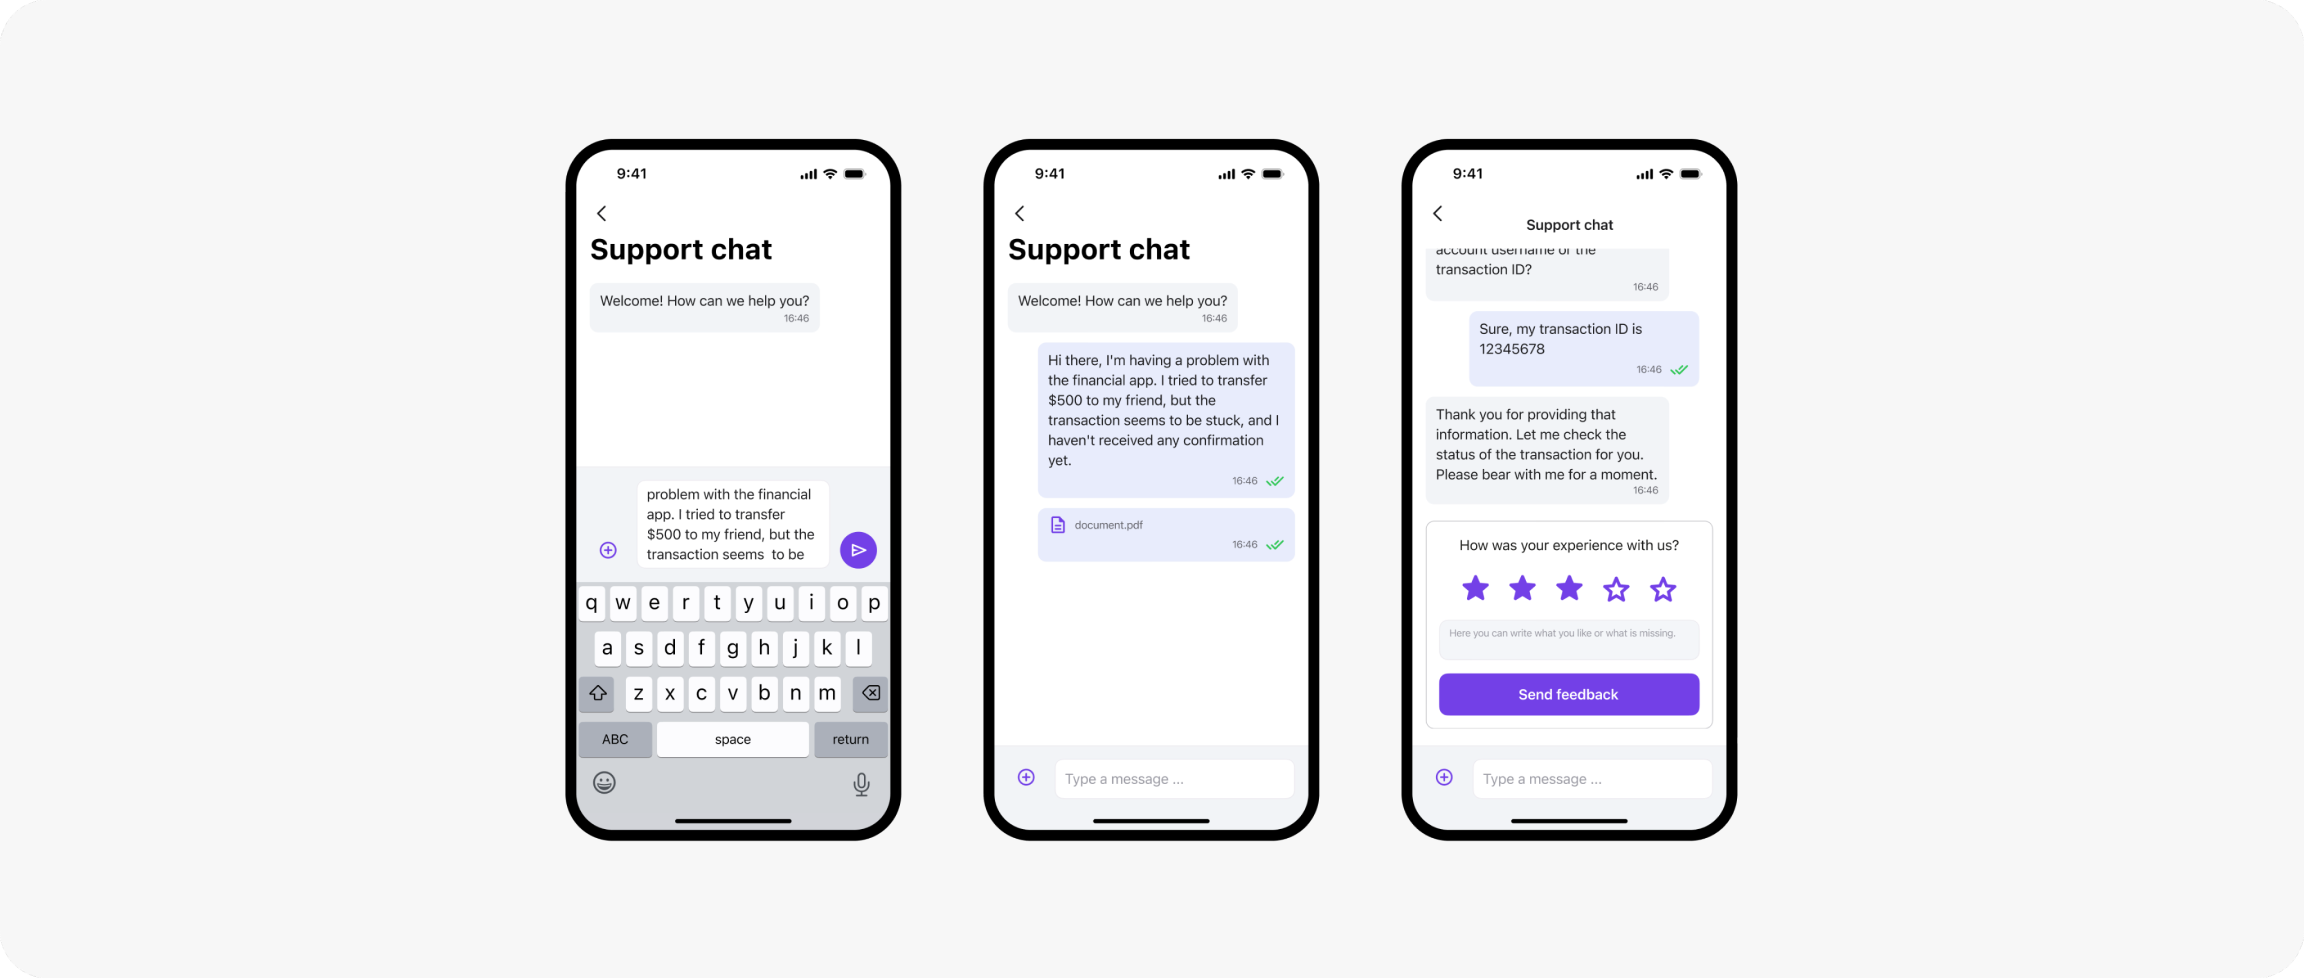 9:41
Support chat
Welcome! How can we help you?
16:46
problem with the financial
app. I tried to transfer
$500 to my friend, but the
transaction seems  to be
q w e r t y u i o p
a s d f g h j k l
z x c v b n m
ABC space return
9:41
Support chat
Welcome! How can we help you?
16:46
Hi there, I'm having a problem with
the financial app. I tried to transfer
$500 to my friend, but the
transaction seems to be stuck, and I
haven't received any confirmation
yet.
16:46
document.pdf
16:46
Type a message ...
9:41
Support chat
account username or the
transaction ID?
16:46
Sure, my transaction ID is
12345678
16:46
Thank you for providing that
information. Let me check the
status of the transaction for you.
Please bear with me for a moment.
16:46
How was your experience with us?
Here you can write what you like or what is missing.
Send feedback
Type a message ...